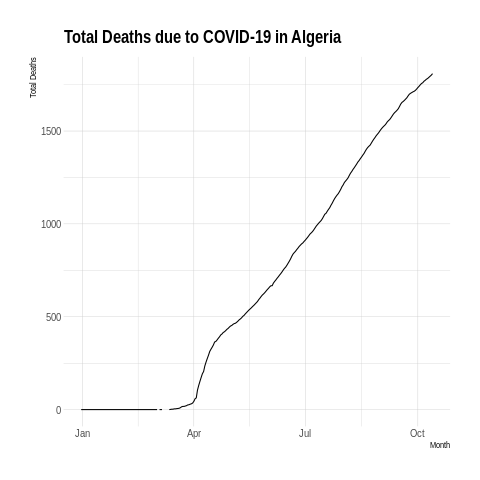 Total Deaths due to COVID-19 in Algeria
Total Deaths
1500
1000
500
0
Jan Apr Jul Oct
Month